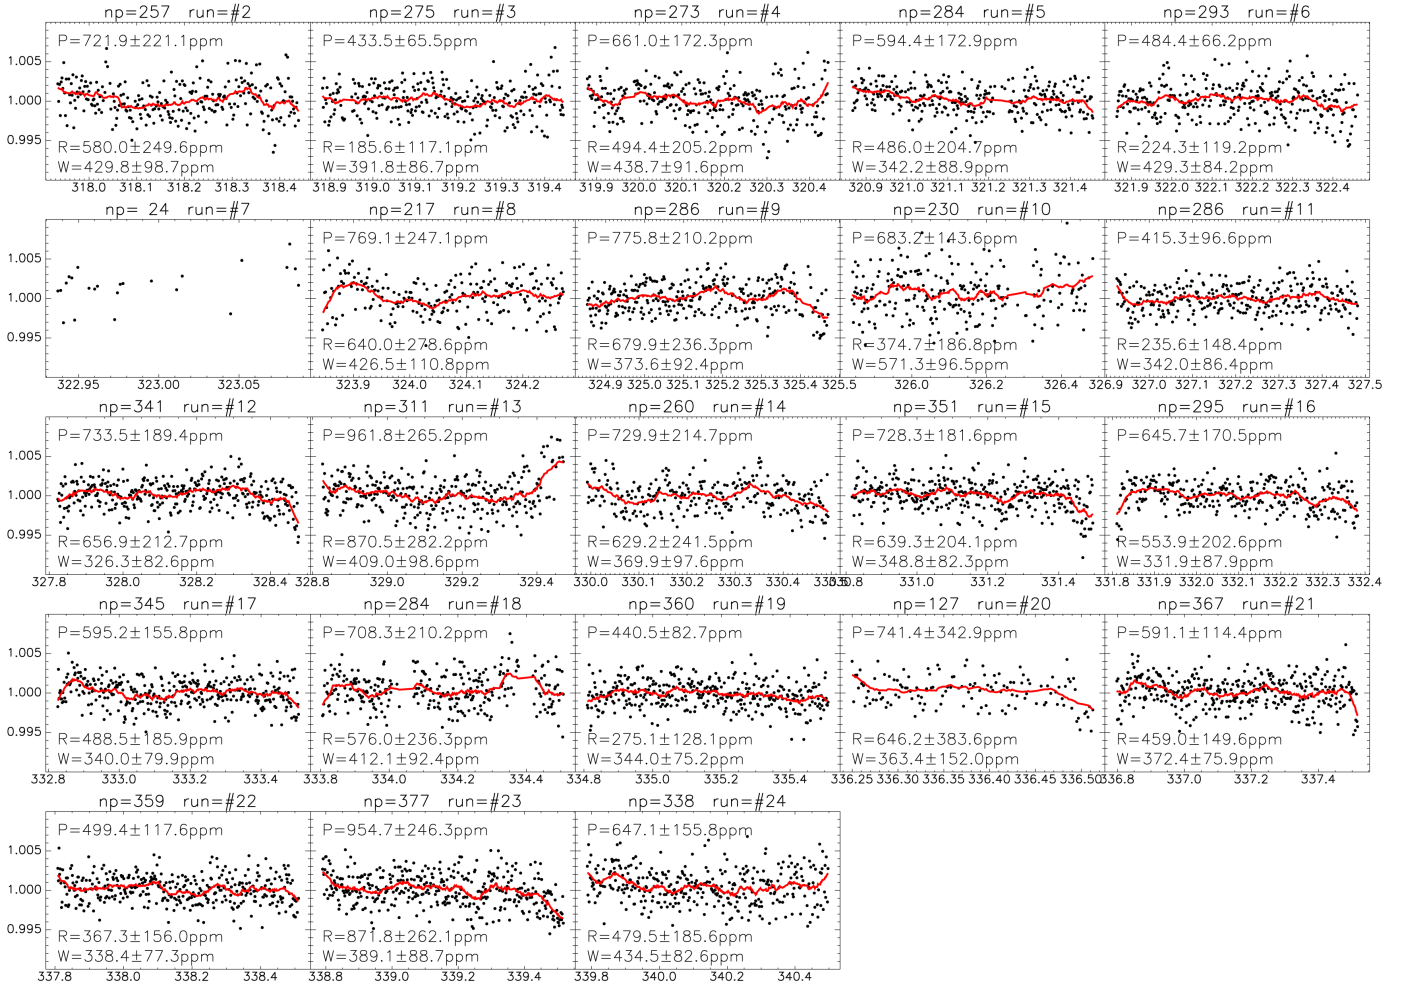 np=257 run=#2 np=275 run=#3 np=273 run=#4 np=284 run=#5 np=293 run=#6
P=721.9±221.1ppm P=433.5±65.5ppm P=661.0±172.3ppm P=594.4±172.9ppm P=484.4±66.2ppm
1.005
1.000
0.995
R=580.0±249.6ppm R=185.6±117.1ppm R=494.4±205.2ppm R=486.0±204.7ppm R=224.3±119.2ppm
W=429.8±98.7ppm W=391.8±86.7ppm W=438.7±91.6ppm W=342.2±88.9ppm W=429.3±84.2ppm
318.0 318.1 318.2 318.3 318.4 318.9 319.0 319.1 319.2 319.3 319.4 319.9 320.0 320.1 320.2 320.3 320.4 320.9 321.0 321.1 321.2 321.3 321.4 321.9 322.0 322.1 322.2 322.3 322.4
np= 24 run=#7 np=217 run=#8 np=286 run=#9 np=230 run=#10 np=286 run=#11
P=769.1±247.1ppm P=775.8±210.2ppm P=683.2±143.6ppm P=415.3±96.6ppm
1.005
1.000
0.995
R=640.0±278.6ppm R=679.9±236.3ppm R=374.7±186.8ppm R=235.6±148.4ppm
W=426.5±110.8ppm W=373.6±92.4ppm W=571.3±96.5ppm W=342.0±86.4ppm
322.95 323.00 323.05 323.9 324.0 324.1 324.2 324.9 325.0 325.1 325.2 325.3 325.4 325.5 326.0 326.2 326.4 326.9 327.0 327.1 327.2 327.3 327.4 327.5
np=341 run=#12 np=311 run=#13 np=260 run=#14 np=351 run=#15 np=295 run=#16
P=733.5±189.4ppm P=961.8±265.2ppm P=729.9±214.7ppm P=728.3±181.6ppm P=645.7±170.5ppm
1.005
1.000
0.995
R=656.9±212.7ppm R=870.5±282.2ppm R=629.2±241.5ppm R=639.3±204.1ppm R=553.9±202.6ppm
W=326.3±82.6ppm W=409.0±98.6ppm W=369.9±97.6ppm W=348.8±82.3ppm W=331.9±87.9ppm
327.8 328.0 328.2 328.4 328.8 329.0 329.2 329.4 330.0 330.1 330.2 330.3 330.4 331.0 331.2 331.4 331.8 331.9 332.0 332.1 332.2 332.3 332.4
np=345 run=#17 np=284 run=#18 np=360 run=#19 np=127 run=#20 np=367 run=#21
P=595.2±155.8ppm P=708.3±210.2ppm P=440.5±82.7ppm P=741.4±342.9ppm P=591.1±114.4ppm
1.005
1.000
0.995
R=488.5±185.9ppm R=576.0±236.3ppm R=275.1±128.1ppm R=646.2±383.6ppm R=459.0±149.6ppm
W=340.0±79.9ppm W=412.1±92.4ppm W=344.0±75.2ppm W=363.4±152.0ppm W=372.4±75.9ppm
332.8 333.0 333.2 333.4 333.8 334.0 334.2 334.4 334.8 335.0 335.2 335.4 336.25 336.30 336.35 336.40 336.45 336.50 336.8 337.0 337.2 337.4
np=359 run=#22 np=377 run=#23 np=338 run=#24
P=499.4±117.6ppm P=954.7±246.3ppm P=647.1±155.8ppm
1.005
1.000
0.995
R=367.3±156.0ppm R=871.8±262.1ppm R=479.5±185.6ppm
W=338.4±77.3ppm W=389.1±88.7ppm W=434.5±82.6ppm
337.8 338.0 338.2 338.4 338.8 339.0 339.2 339.4 339.8 340.0 340.2 340.4